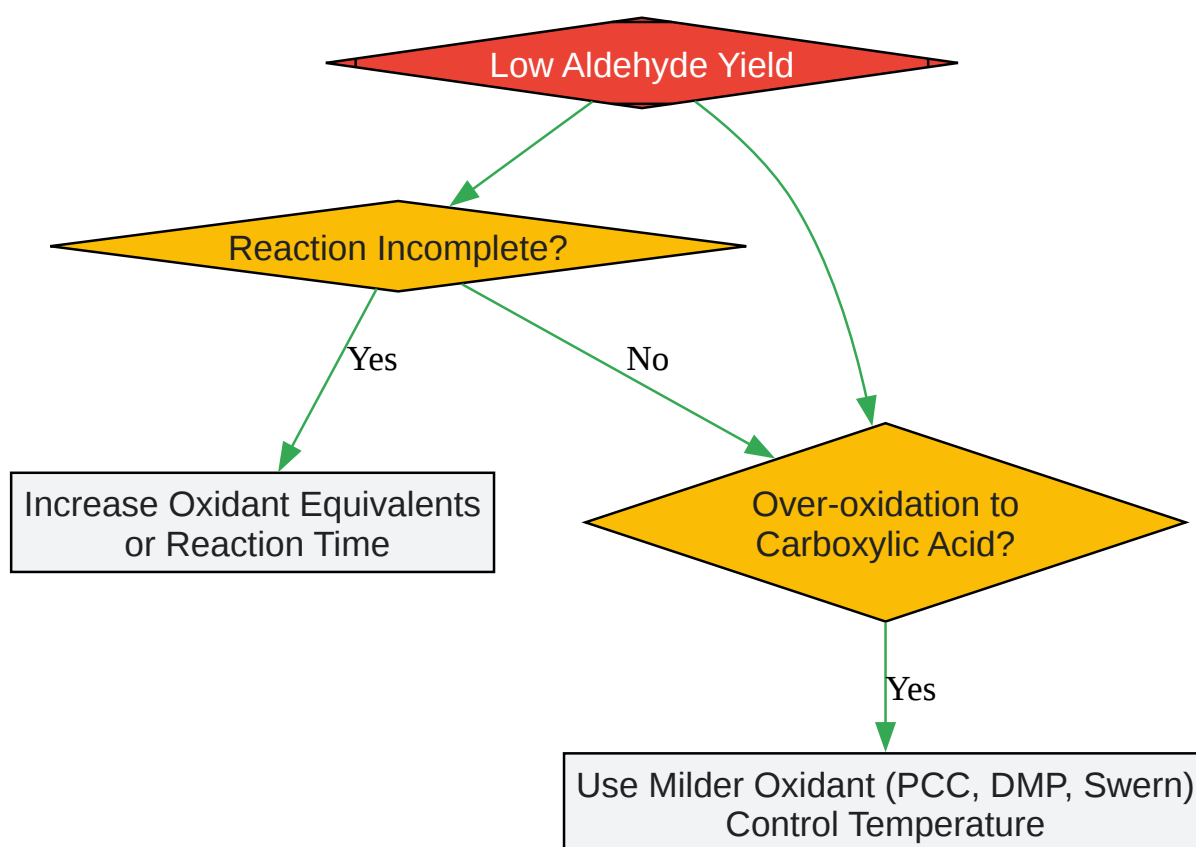 Low Aldehyde Yield
Reaction Incomplete?
Yes
No
Increase Oxidant Equivalents
or Reaction Time
Over-oxidation to
Carboxylic Acid?
Yes
Use Milder Oxidant (PCC, DMP, Swern)
Control Temperature